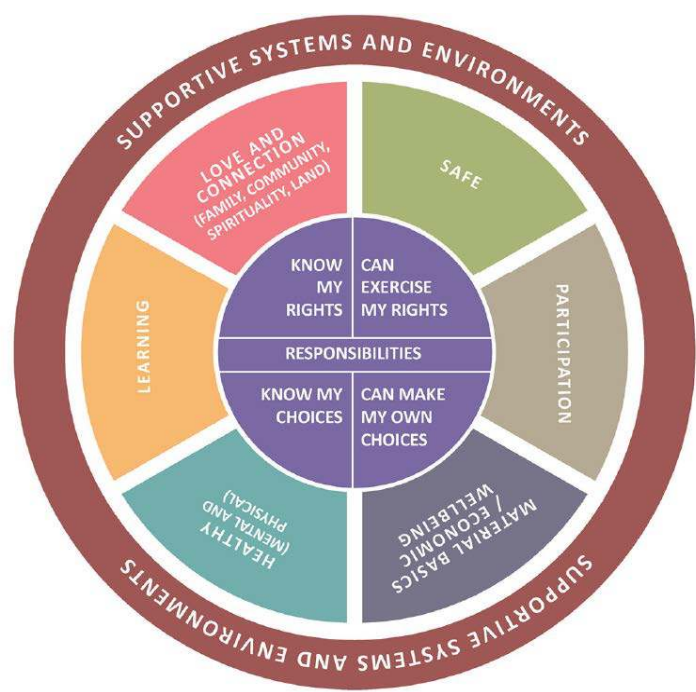 SUPPORTIVE SYSTEMS AND ENVIRONMENTS
LOVE AND
CONNECTION
(FAMILY, COMMUNITY,
SPIRITUALITY, LAND)
SAFE
PARTICIPATION
MATERIAL BASICS
/ ECONOMIC
WELLBEING
HEALTHY
(MENTAL AND
PHYSICAL)
LEARNING
KNOW
MY
RIGHTS
CAN
EXERCISE
MY RIGHTS
RESPONSIBILITIES
KNOW MY
CHOICES
CAN MAKE
MY OWN
CHOICES
SUPPORTIVE SYSTEMS AND ENVIRONMENTS